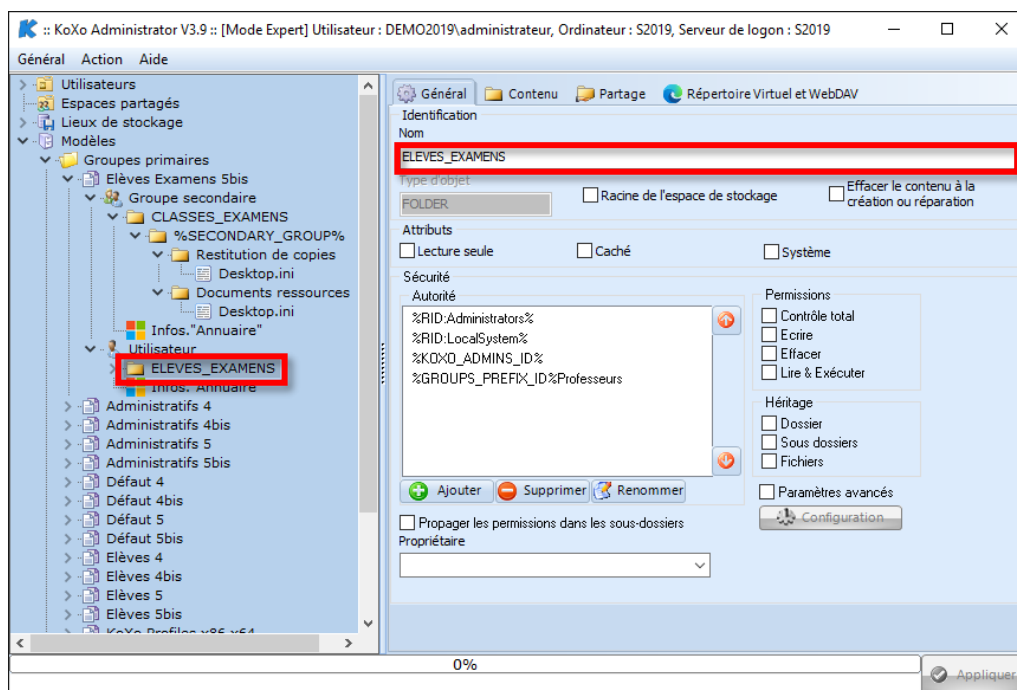 :: KoXo Administrator V3.9 :: [Mode Expert] Utilisateur : DEMO2019\administrateur, Ordinateur : S2019, Serveur de logon : S2019
Général Action Aide
Utilisateurs
Espaces partagés
Lieux de stockage
Modèles
Groupes primaires
Elèves Examens 5bis
Groupe secondaire
CLASSES_EXAMENS
%SECONDARY_GROUP%
Restitution de copies
Desktop.ini
Documents ressources
Desktop.ini
Infos."Annuaire"
Utilisateur
ELEVES_EXAMENS
Infos."Annuaire"
Administratifs 4
Administratifs 4bis
Administratifs 5
Administratifs 5bis
Défaut 4
Défaut 4bis
Défaut 5
Défaut 5bis
Elèves 4
Elèves 4bis
Elèves 5
Elèves 5bis
KoXo Profiles x86 x64
Général Contenu Partage Répertoire Virtuel et WebDAV
Identification
Nom
ELEVES_EXAMENS
Type d'objet
FOLDER
Racine de l'espace de stockage
Effacer le contenu à la
création ou réparation
Attributs
Lecture seule Caché Système
Sécurité
Autorité
%RID:Administrators%
%RID:LocalSystem%
%KOXO_ADMINS_ID%
%GROUPS_PREFIX_ID%Professeurs
Ajouter Supprimer Renommer
Permissions
Contrôle total
Ecrire
Effacer
Lire & Exécuter
Héritage
Dossier
Sous dossiers
Fichiers
Paramètres avancés
Configuration
Propager les permissions dans les sous-dossiers
Propriétaire
0%
Appliquer